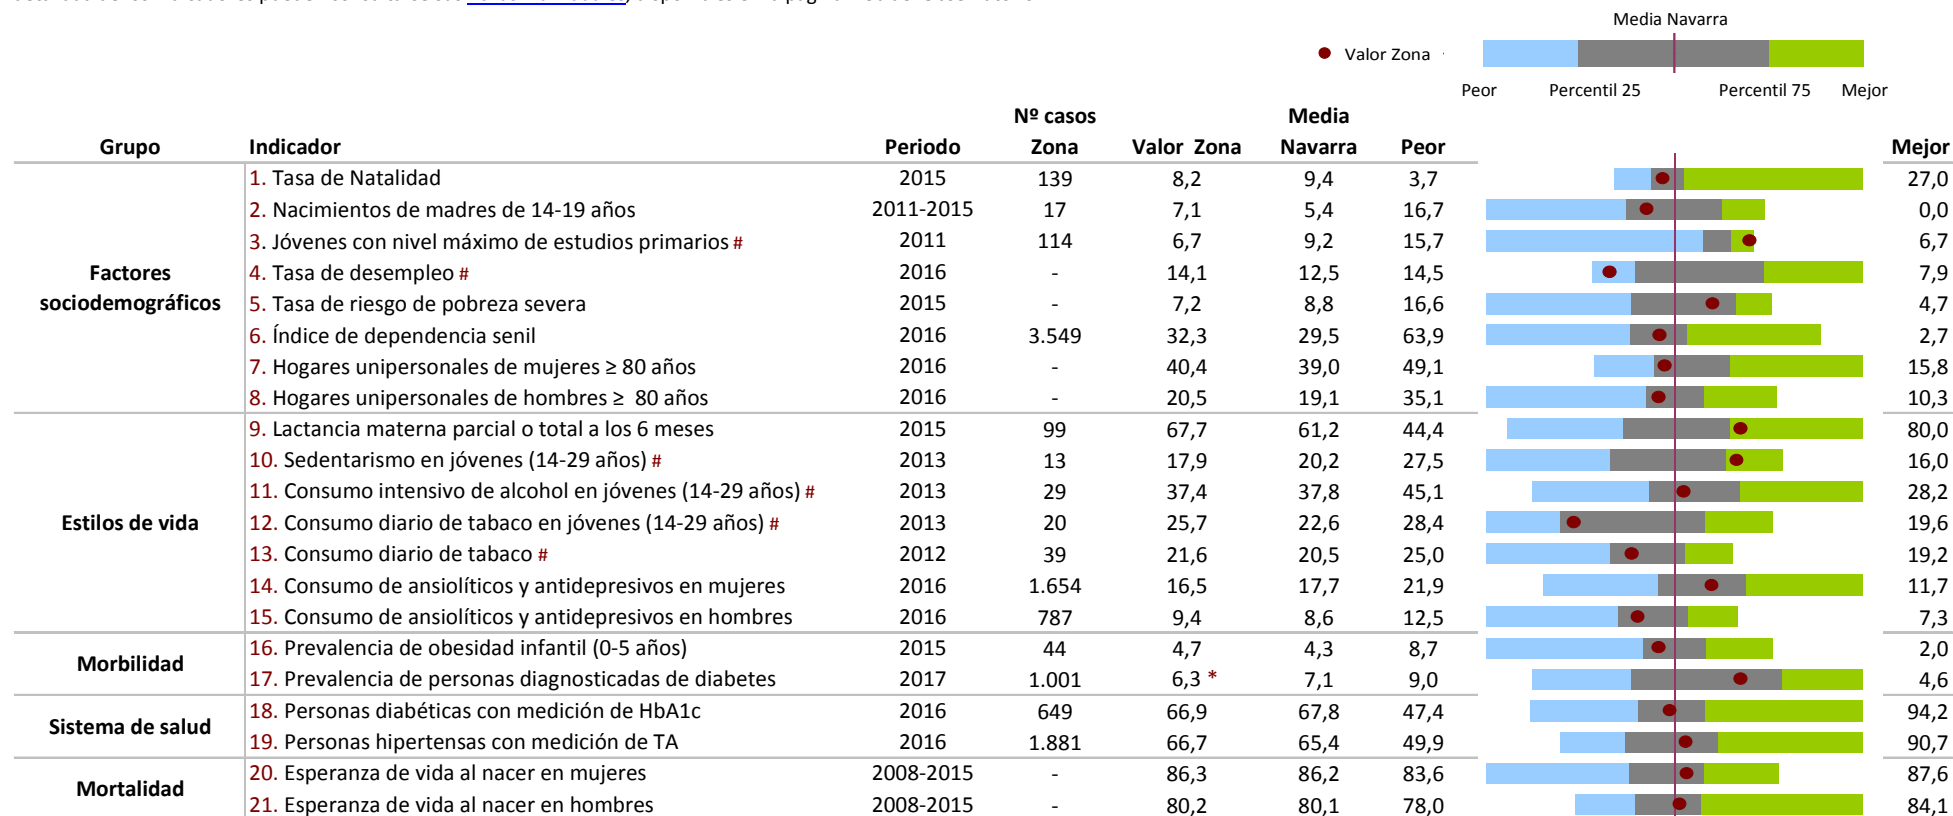 Media Navarra
Valor Zona
Peor Percentil 25 Percentil 75 Mejor
Nº casos Media
Grupo Indicador Periodo Zona Valor Zona Navarra Peor Mejor
1. Tasa de Natalidad 2015 139 8,2 9,4 3,7 27,0
2. Nacimientos de madres de 14-19 años 2011-2015 17 7,1 5,4 16,7 0,0
3. Jóvenes con nivel máximo de estudios primarios # 2011 114 6,7 9,2 15,7 6,7
Factores 4. Tasa de desempleo # 2016 - 14,1 12,5 14,5 7,9
sociodemográficos 5. Tasa de riesgo de pobreza severa 2015 - 7,2 8,8 16,6 4,7
6. Índice de dependencia senil 2016 3.549 32,3 29,5 63,9 2,7
7. Hogares unipersonales de mujeres ≥ 80 años 2016 - 40,4 39,0 49,1 15,8
8. Hogares unipersonales de hombres ≥ 80 años 2016 - 20,5 19,1 35,1 10,3
9. Lactancia materna parcial o total a los 6 meses 2015 99 67,7 61,2 44,4 80,0
10. Sedentarismo en jóvenes (14-29 años) # 2013 13 17,9 20,2 27,5 16,0
11. Consumo intensivo de alcohol en jóvenes (14-29 años) # 2013 29 37,4 37,8 45,1 28,2
Estilos de vida 12. Consumo diario de tabaco en jóvenes (14-29 años) # 2013 20 25,7 22,6 28,4 19,6
13. Consumo diario de tabaco # 2012 39 21,6 20,5 25,0 19,2
14. Consumo de ansiolíticos y antidepresivos en mujeres 2016 1.654 16,5 17,7 21,9 11,7
15. Consumo de ansiolíticos y antidepresivos en hombres 2016 787 9,4 8,6 12,5 7,3
Morbilidad 16. Prevalencia de obesidad infantil (0-5 años) 2015 44 4,7 4,3 8,7 2,0
17. Prevalencia de personas diagnosticadas de diabetes 2017 1.001 6,3 * 7,1 9,0 4,6
Sistema de salud 18. Personas diabéticas con medición de HbA1c 2016 649 66,9 67,8 47,4 94,2
19. Personas hipertensas con medición de TA 2016 1.881 66,7 65,4 49,9 90,7
Mortalidad 20. Esperanza de vida al nacer en mujeres 2008-2015 - 86,3 86,2 83,6 87,6
21. Esperanza de vida al nacer en hombres 2008-2015 - 80,2 80,1 78,0 84,1